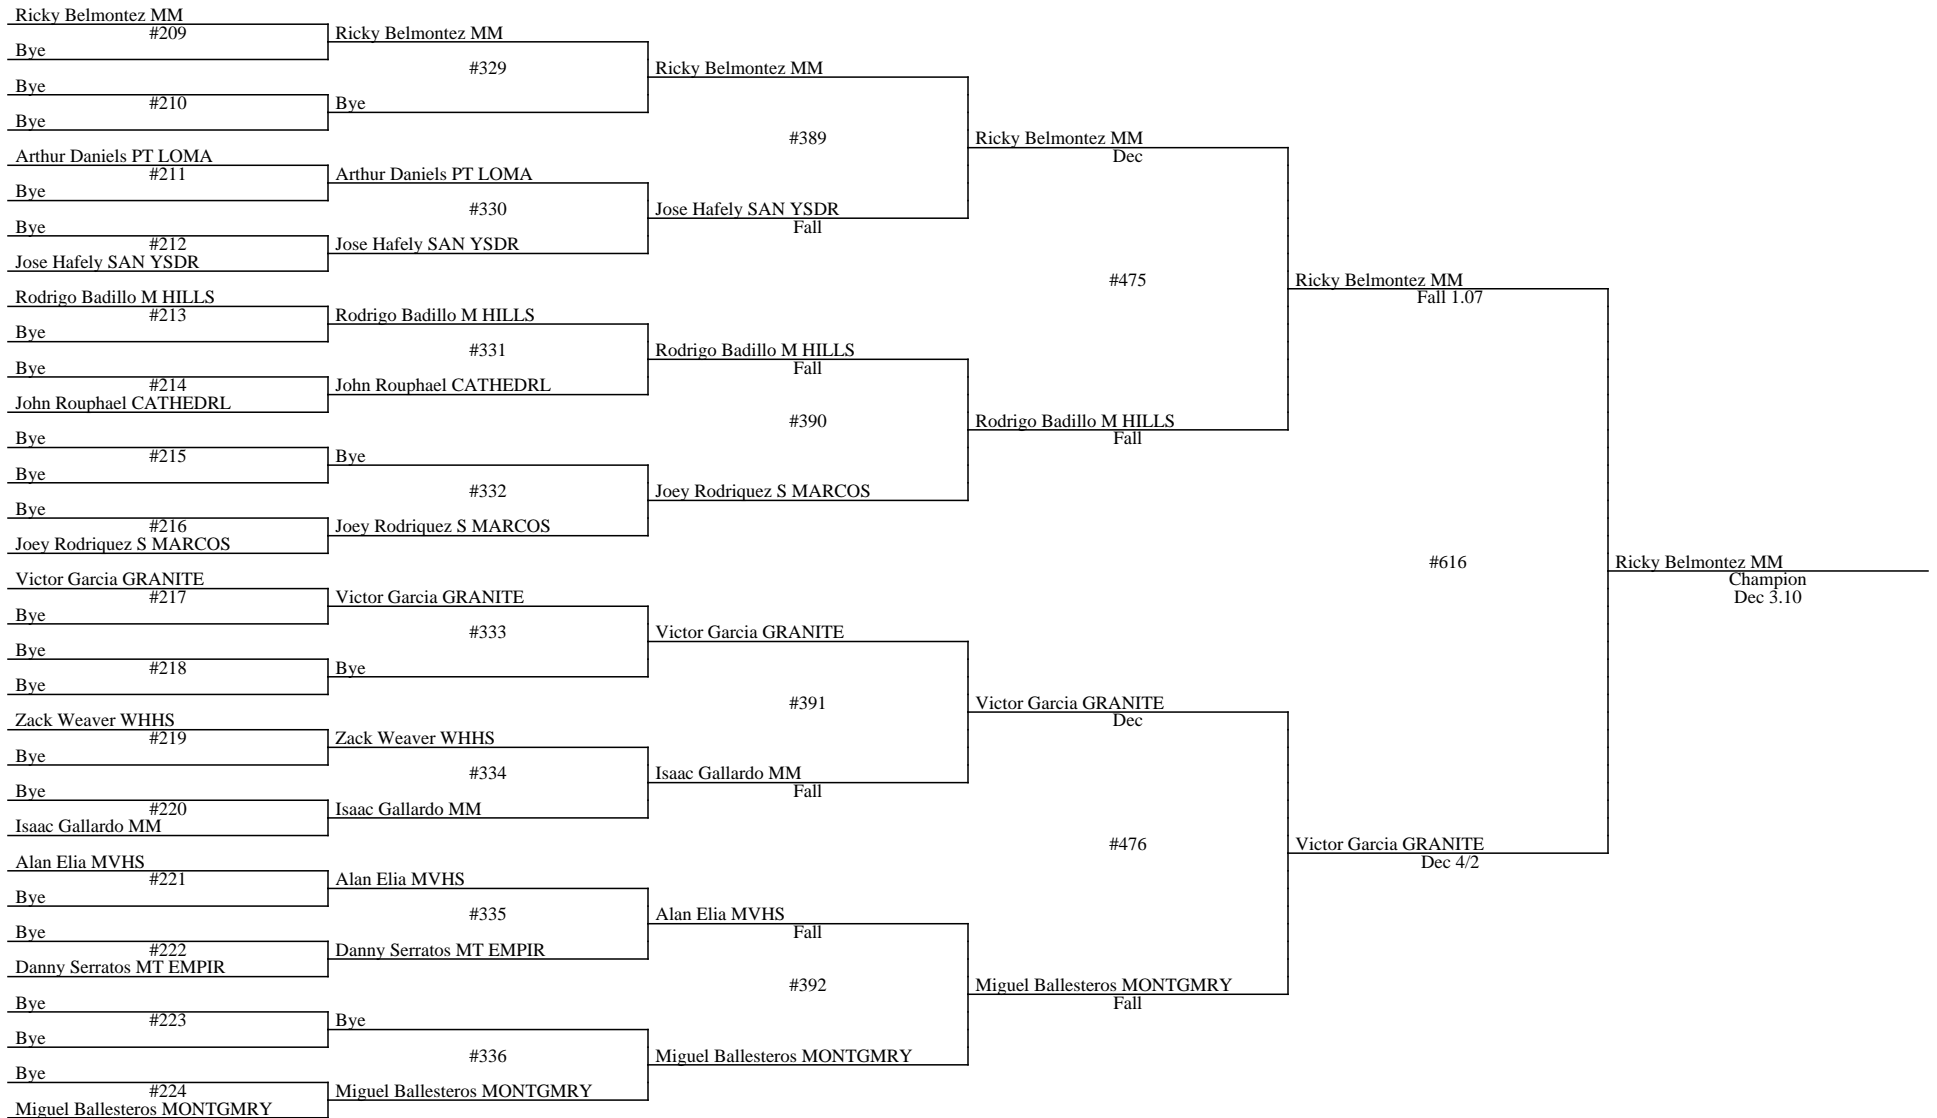 Ricky Belmontez MM
#209
Ricky Belmontez MM
Bye
#329
Ricky Belmontez MM
Bye
#210
Bye
Bye
#389
Ricky Belmontez MM
Dec
Arthur Daniels PT LOMA
#211
Arthur Daniels PT LOMA
Bye
#330
Jose Hafely SAN YSDR
Fall
Bye
#212
Jose Hafely SAN YSDR
Jose Hafely SAN YSDR
#475
Ricky Belmontez MM
Fall 1.07
Rodrigo Badillo M HILLS
#213
Rodrigo Badillo M HILLS
Bye
#331
Rodrigo Badillo M HILLS
Fall
Bye
#214
John Rouphael CATHEDRL
John Rouphael CATHEDRL
#390
Rodrigo Badillo M HILLS
Fall
Bye
#215
Bye
Bye
#332
Joey Rodriquez S MARCOS
Bye
#216
Joey Rodriquez S MARCOS
Joey Rodriquez S MARCOS
#616
Ricky Belmontez MM
Champion
Dec 3.10
Victor Garcia GRANITE
#217
Victor Garcia GRANITE
Bye
#333
Victor Garcia GRANITE
Bye
#218
Bye
Bye
#391
Victor Garcia GRANITE
Dec
Zack Weaver WHHS
#219
Zack Weaver WHHS
Bye
#334
Isaac Gallardo MM
Fall
Bye
#220
Isaac Gallardo MM
Isaac Gallardo MM
#476
Victor Garcia GRANITE
Dec 4/2
Alan Elia MVHS
#221
Alan Elia MVHS
Bye
#335
Alan Elia MVHS
Fall
Bye
#222
Danny Serratos MT EMPIR
Danny Serratos MT EMPIR
#392
Miguel Ballesteros MONTGMRY
Fall
Bye
#223
Bye
Bye
#336
Miguel Ballesteros MONTGMRY
Bye
#224
Miguel Ballesteros MONTGMRY
Miguel Ballesteros MONTGMRY